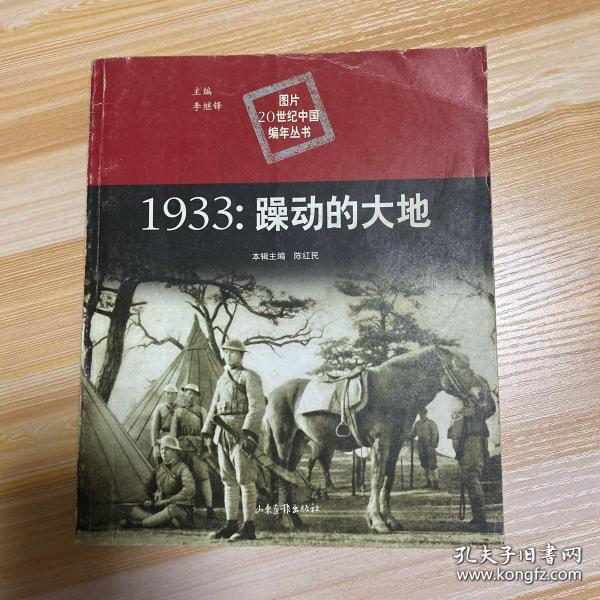 主编
李继锋
图片
20世纪中国
编年丛书
1933：躁动的大地
本辑主编 陈红民
山东画报出版社
孔夫子旧书网
www.kongfz.com